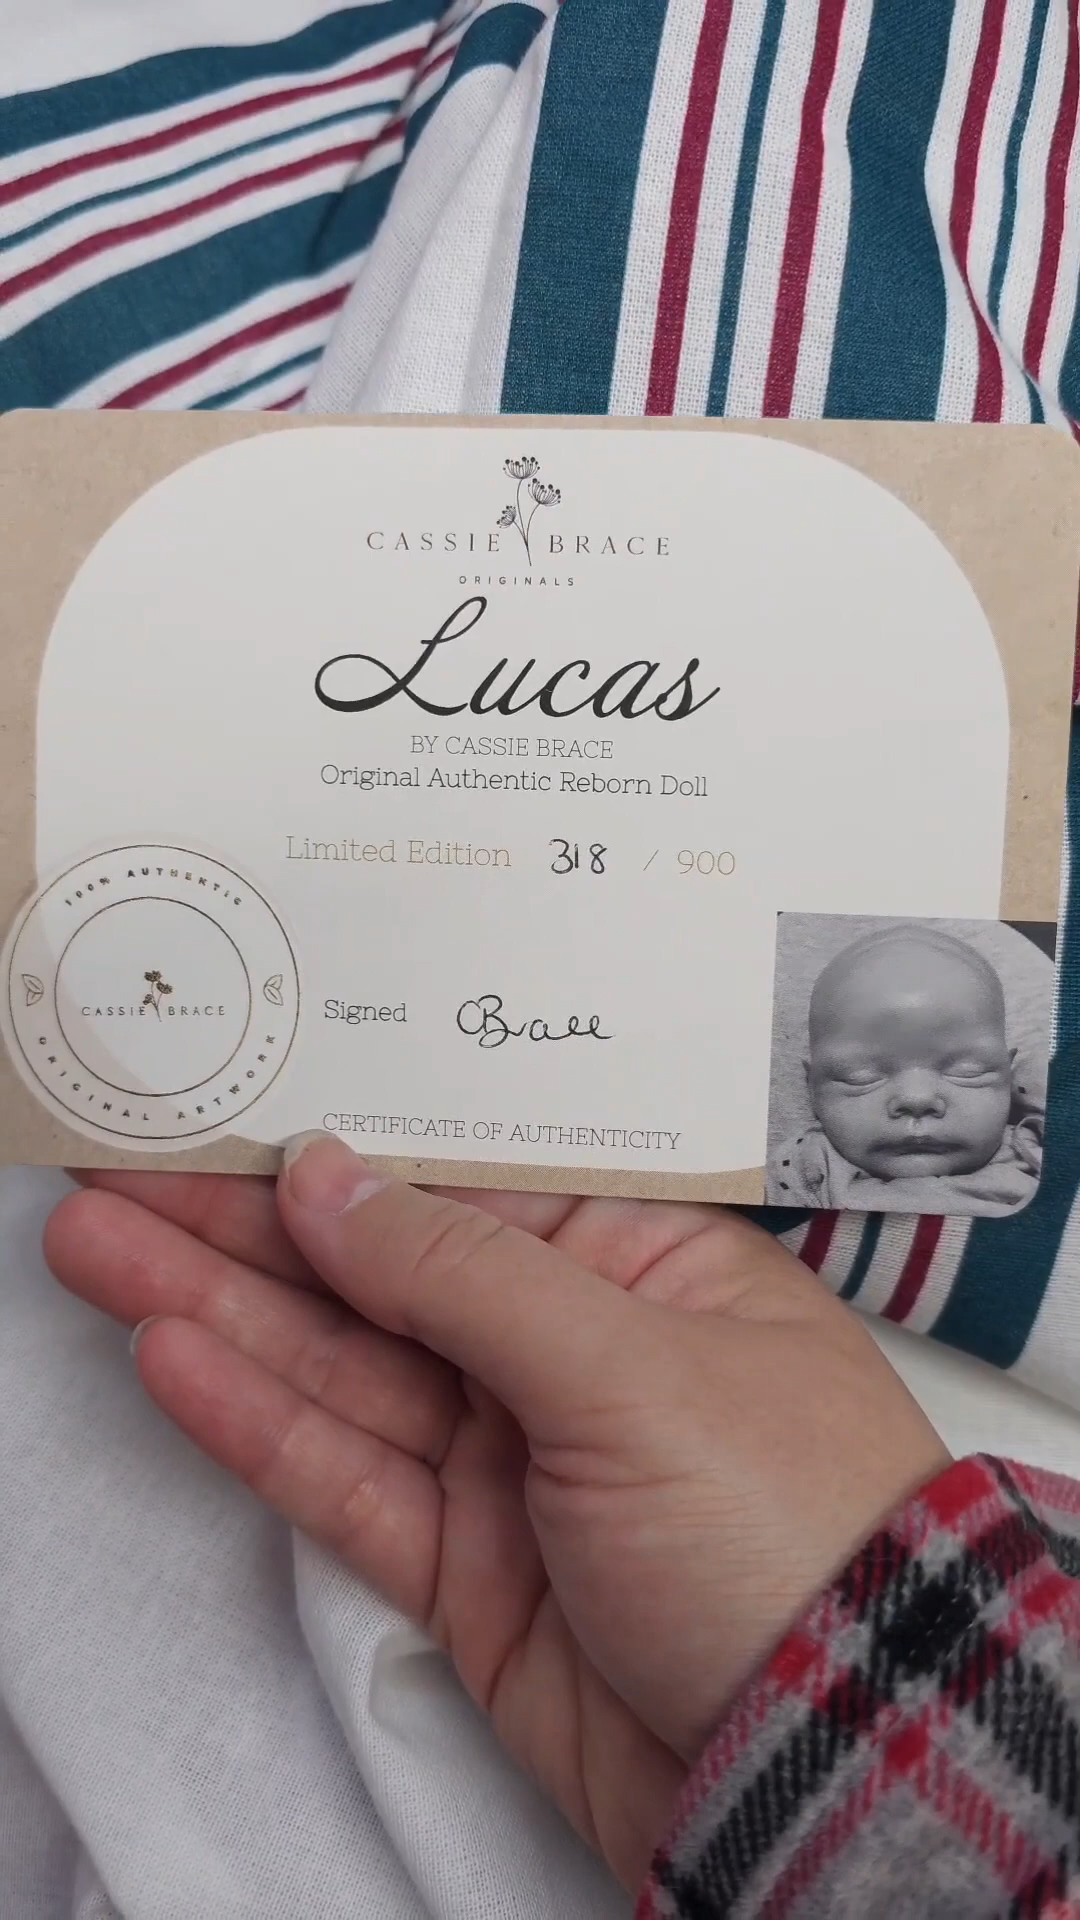 CASSIE BRACE
ORIGINALS
Lucas
BY CASSIE BRACE
Original Authentic Reborn Doll
Limited Edition 318 / 900
100% AUTHENTIC
CASSIE BRACE
ORIGINAL ARTWORK
Signed CBrace
CERTIFICATE OF AUTHENTICITY